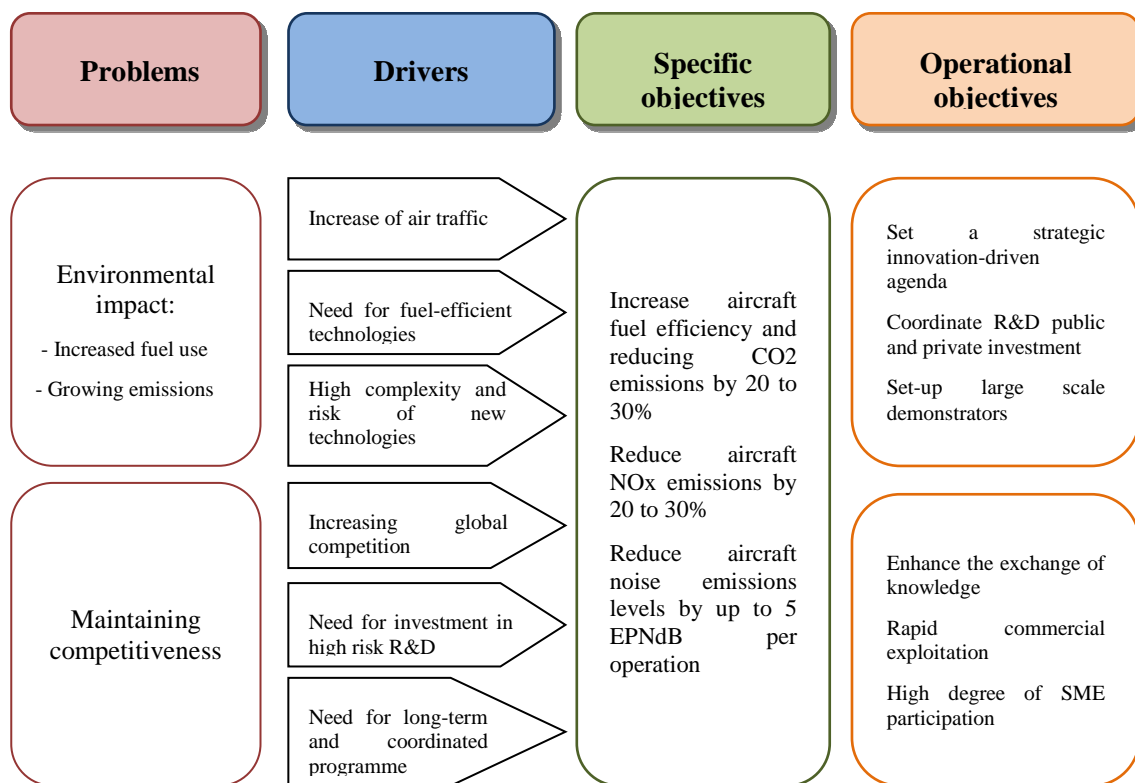 Problems
Drivers
Specific
objectives
Operational
objectives
Environmental
impact:
- Increased fuel use
- Growing emissions
Maintaining
competitiveness
Increase of air traffic
Need for fuel-efficient
technologies
High complexity and
risk of new
technologies
Increasing global
competition
Need for investment in
high risk R&D
Need for long-term
and coordinated
programme
Increase aircraft
fuel efficiency and
reducing CO2
emissions by 20 to
30%
Reduce aircraft
NOx emissions by
20 to 30%
Reduce aircraft
noise emissions
levels by up to 5
EPNdB per
operation
Set a strategic
innovation-driven
agenda
Coordinate R&D public
and private investment
Set-up large scale
demonstrators
Enhance the exchange of
knowledge
Rapid commercial
exploitation
High degree of SME
participation